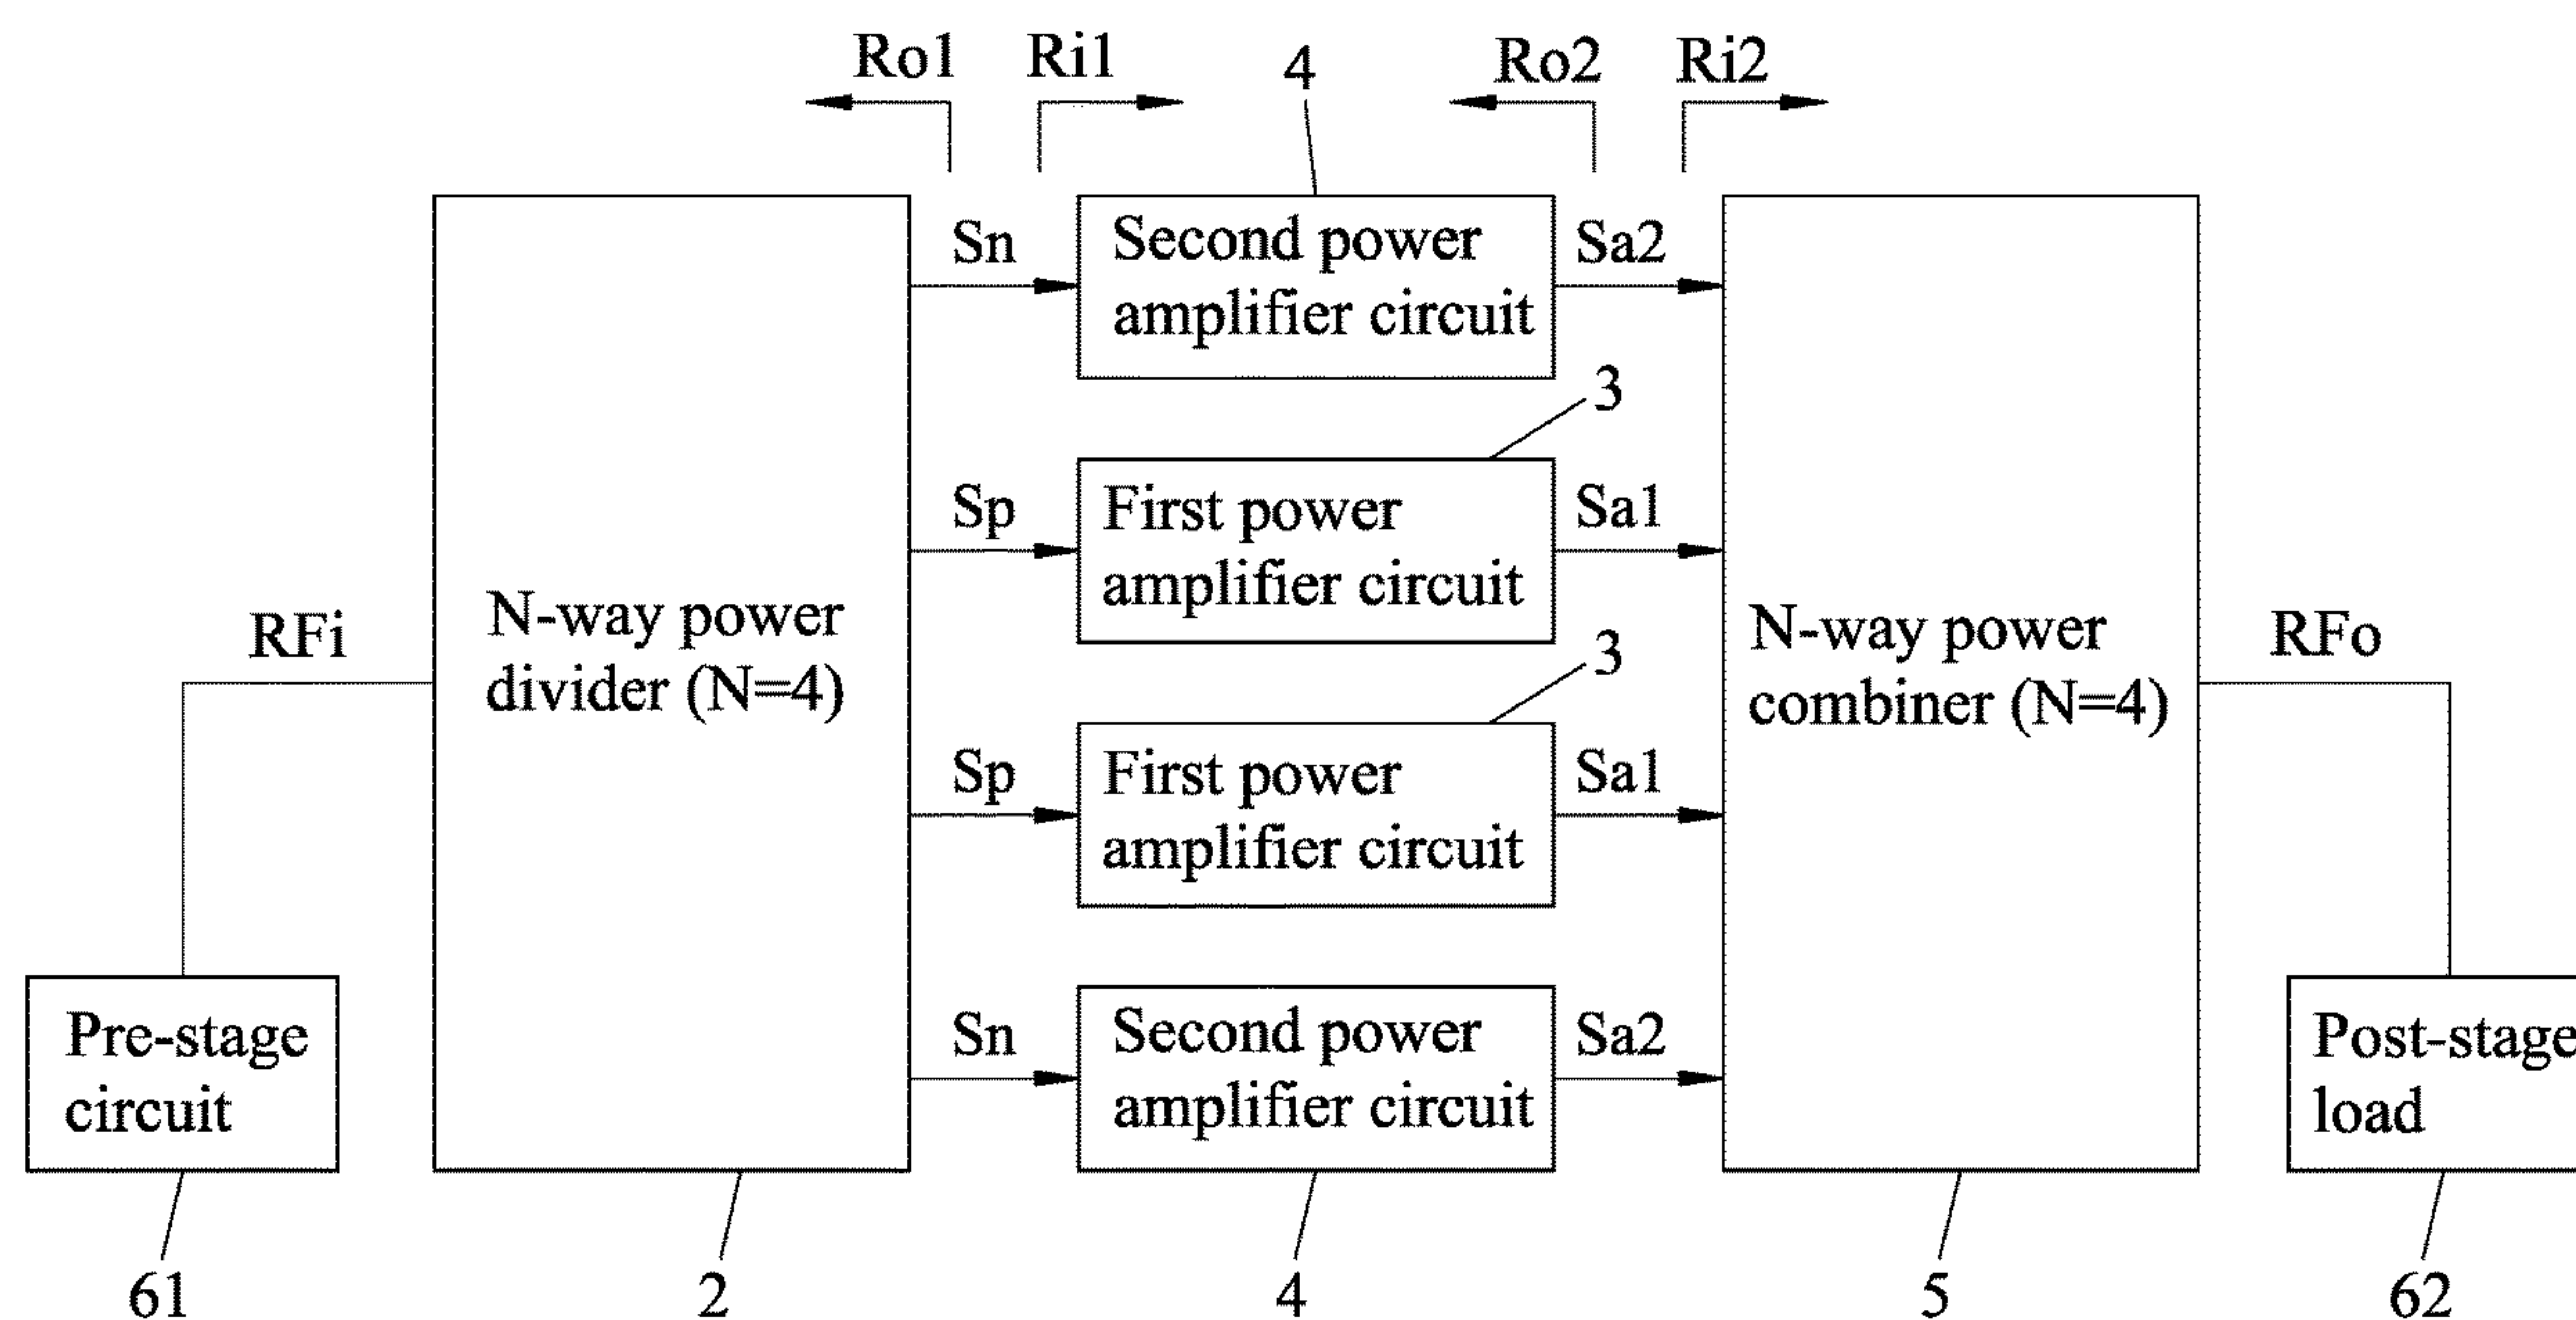 Ro1
Ri1
4
Ro2
Ri2
Sn
Second power
amplifier circuit
Sa2
3
Sp
First power
amplifier circuit
Sa1
RFi
N-way power
divider (N=4)
3
N-way power
combiner (N=4)
RFo
Sp
First power
amplifier circuit
Sa1
Pre-stage
circuit
Sn
Second power
amplifier circuit
Sa2
Post-stage
load
61
2
4
5
62